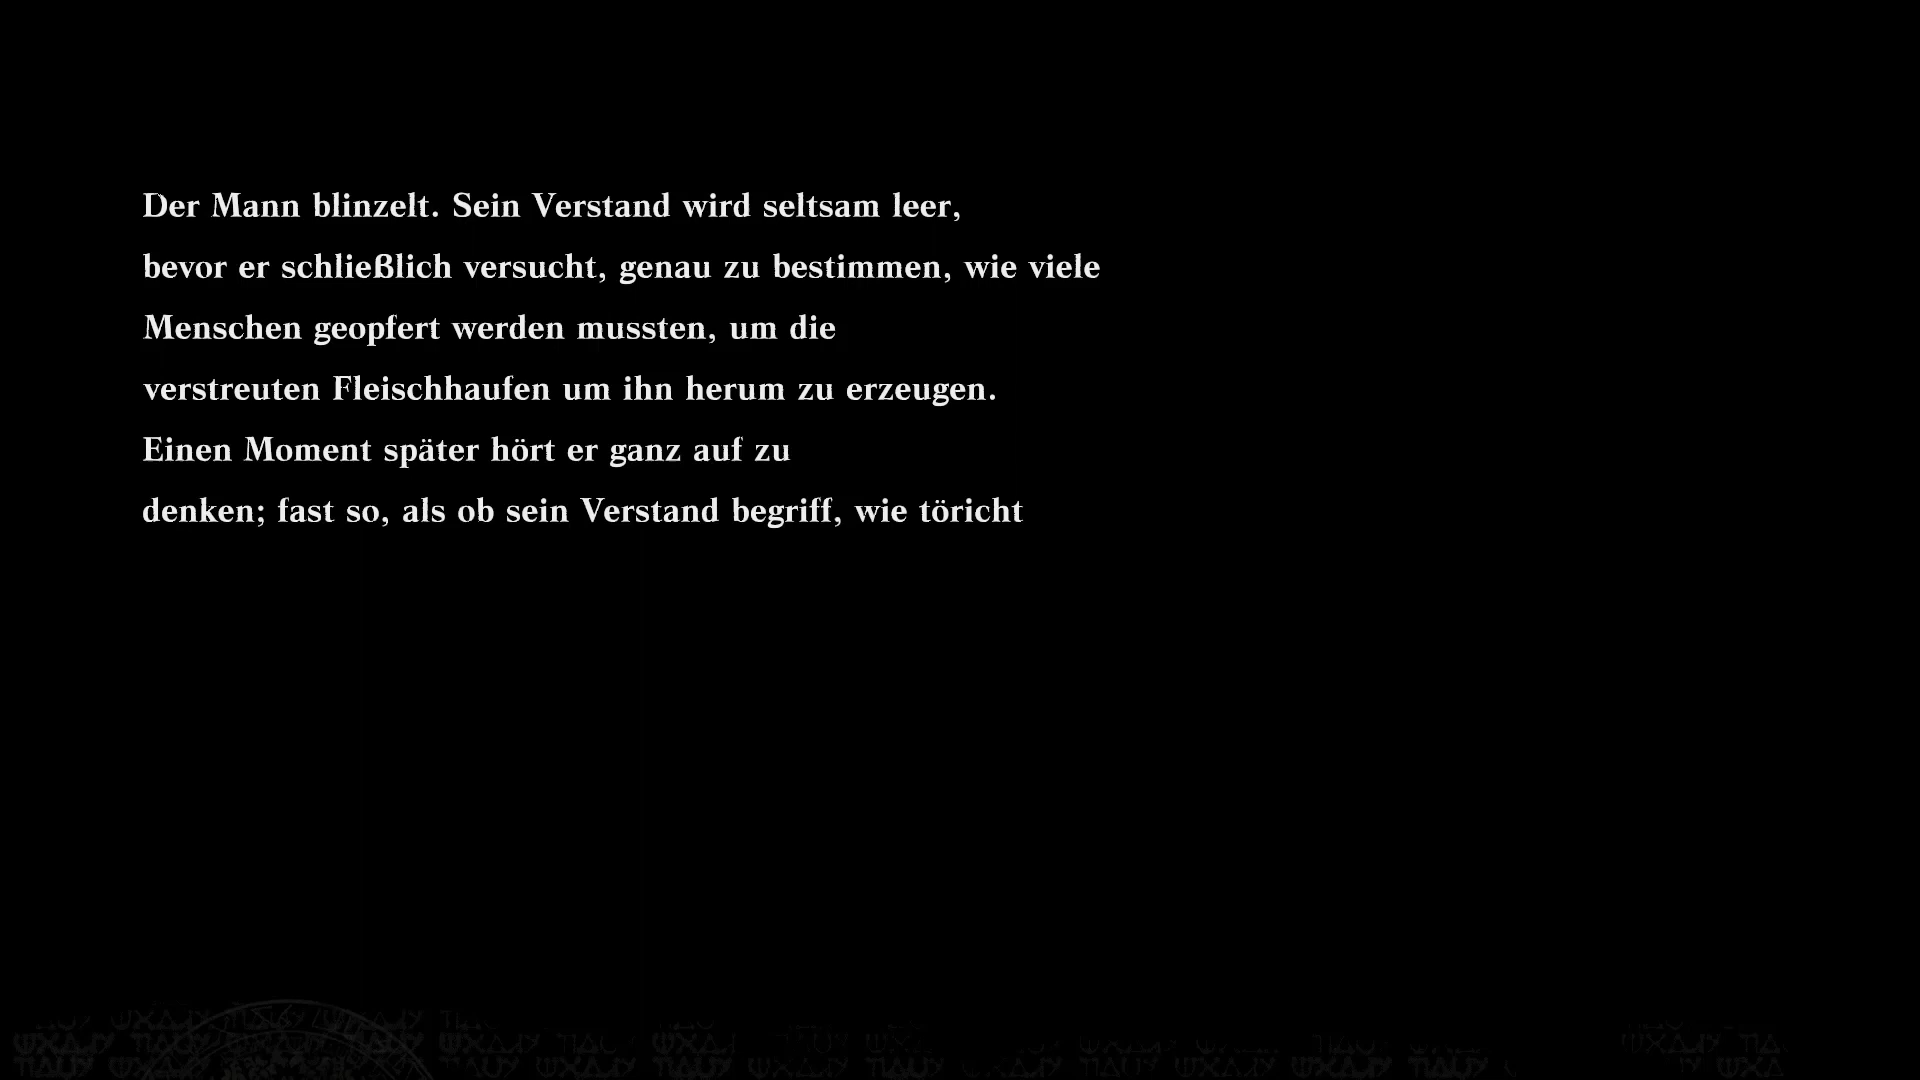 Der Mann blinzelt. Sein Verstand wird seltsam leer,
bevor er schließlich versucht, genau zu bestimmen, wie viele
Menschen geopfert werden mussten, um die
verstreuten Fleischhaufen um ihn herum zu erzeugen.
Einen Moment später hört er ganz auf zu
denken; fast so, als ob sein Verstand begriff, wie töricht